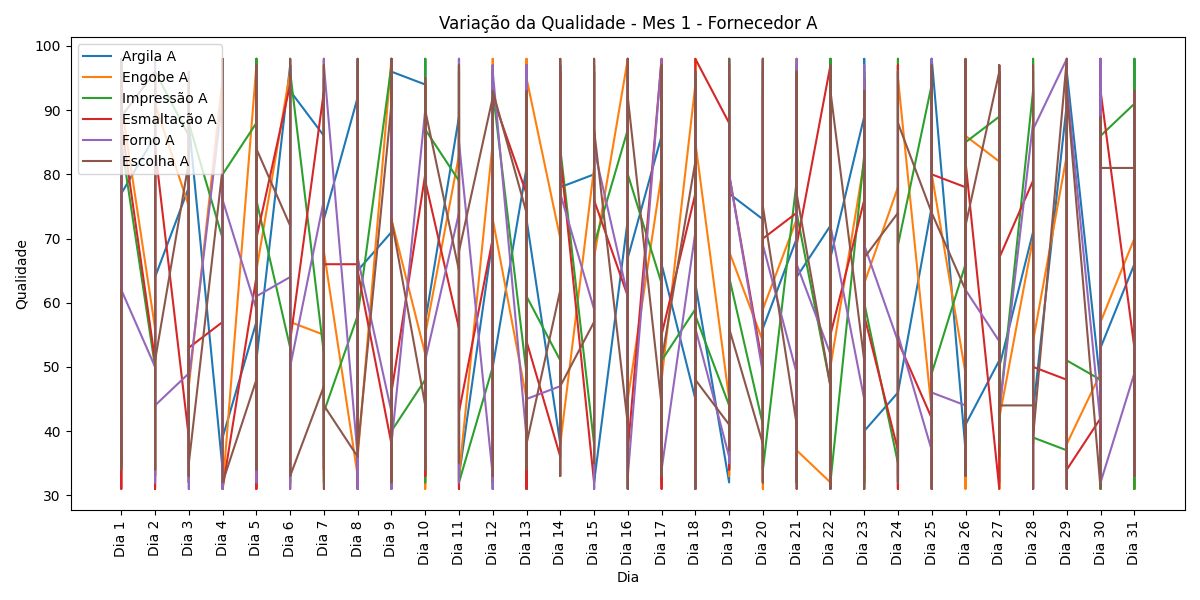 Variação da Qualidade - Mes 1 - Fornecedor A
Qualidade
100
90
80
70
60
50
40
30
Argila A
Engobe A
Impressão A
Esmaltação A
Forno A
Escolha A
Dia 1
Dia 2
Dia 3
Dia 4
Dia 5
Dia 6
Dia 7
Dia 8
Dia 9
Dia 10
Dia 11
Dia 12
Dia 13
Dia 14
Dia 15
Dia 16
Dia 17
Dia 18
Dia 19
Dia 20
Dia 21
Dia 22
Dia 23
Dia 24
Dia 25
Dia 26
Dia 27
Dia 28
Dia 29
Dia 30
Dia 31
Dia